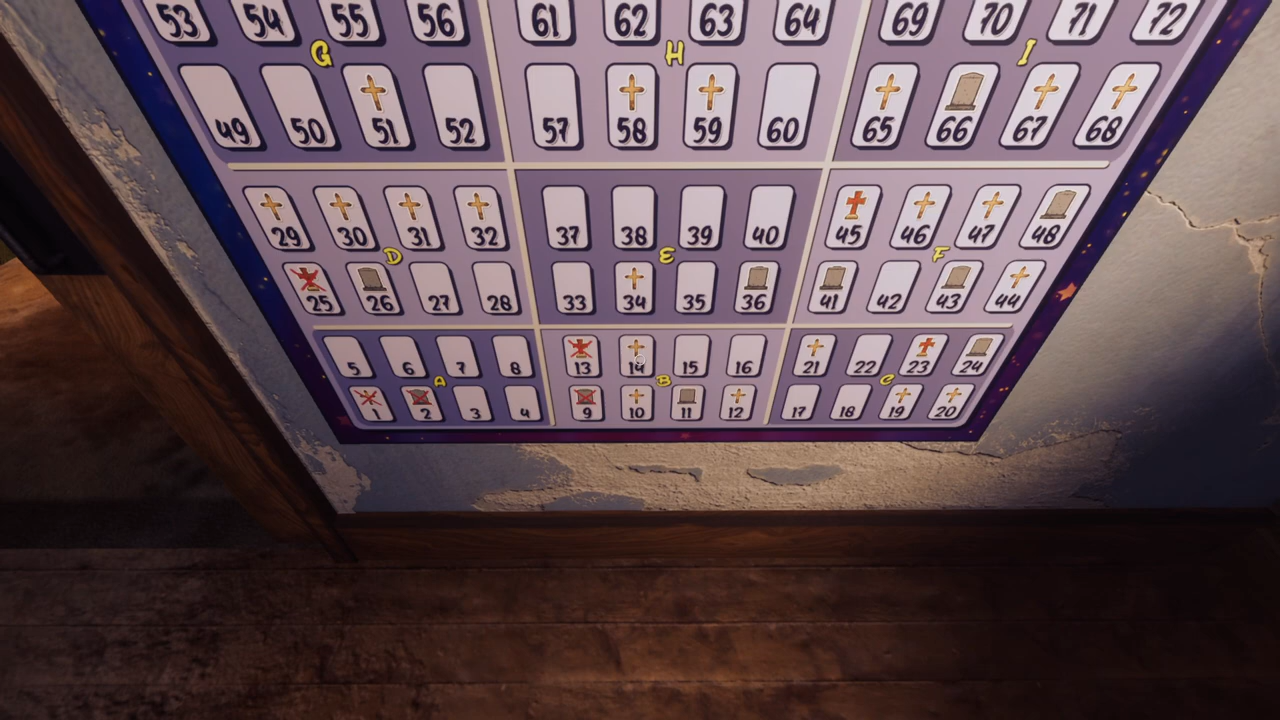 53 54 55 56 61 62 63 64 69 70 71 72
G H I
49 50 51 52 57 58 59 60 65 66 67 68
29 30 31 32 37 38 39 40 45 46 47 48
D E F
25 26 27 28 33 34 35 36 41 42 43 44
5 6 7 8 13 14 15 16 21 22 23 24
A B C
1 2 3 4 9 10 11 12 17 18 19 20